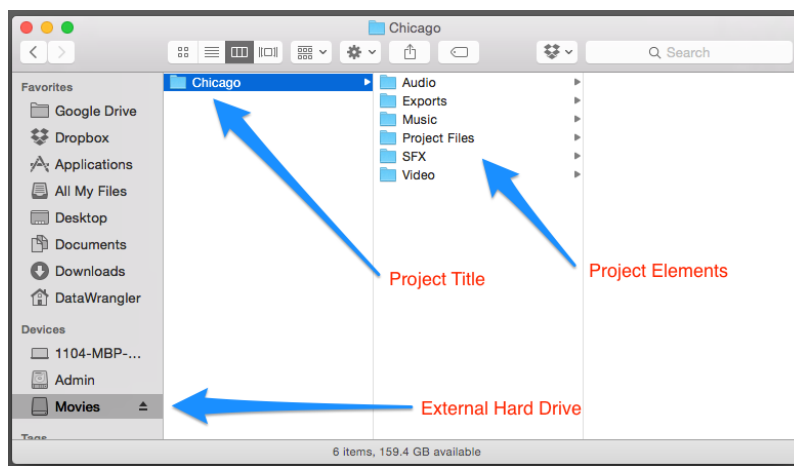 Chicago
Search
Favorites
Google Drive
Dropbox
Applications
All My Files
Desktop
Documents
Downloads
DataWrangler
Devices
1104-MBP-...
Admin
Movies
Tags
Chicago
Audio
Exports
Music
Project Files
SFX
Video
Project Title
Project Elements
External Hard Drive
6 items, 159.4 GB available